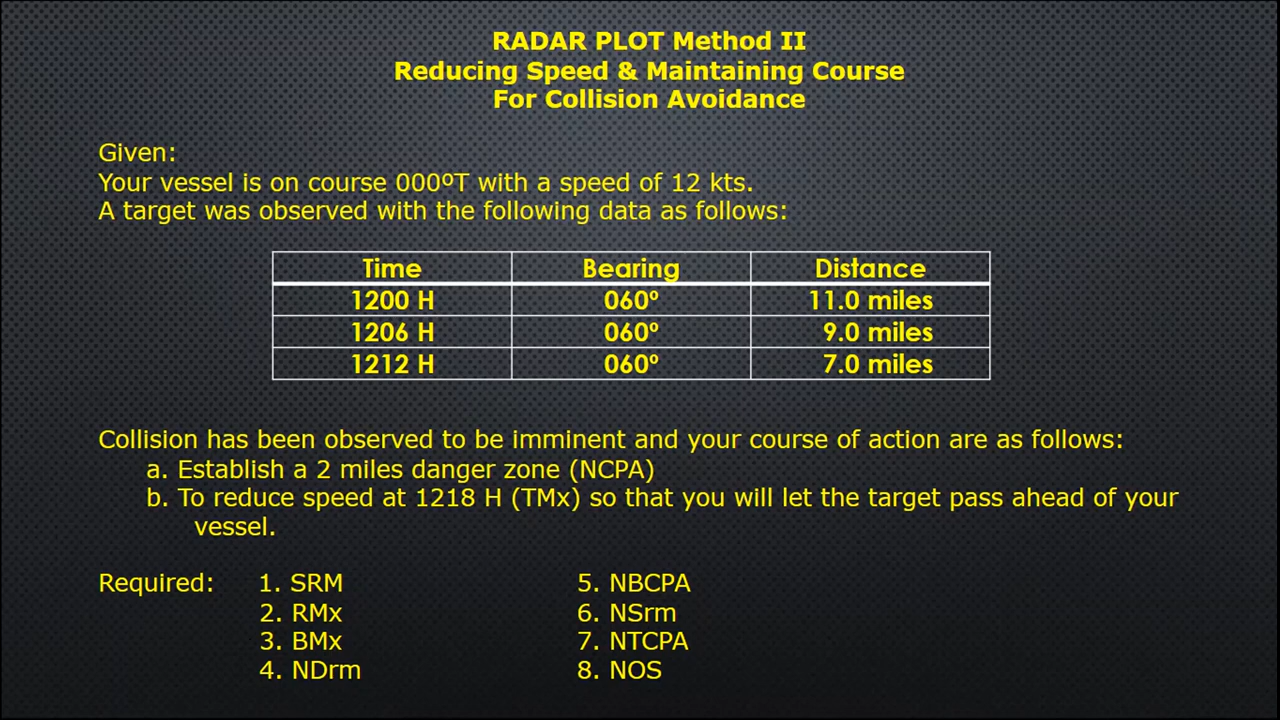 RADAR PLOT Method II
Reducing Speed & Maintaining Course
For Collision Avoidance
Given:
Your vessel is on course 000ºT with a speed of 12 kts.
A target was observed with the following data as follows:
Time Bearing Distance
1200 H 060º 11.0 miles
1206 H 060º 9.0 miles
1212 H 060º 7.0 miles
Collision has been observed to be imminent and your course of action are as follows:
a. Establish a 2 miles danger zone (NCPA)
b. To reduce speed at 1218 H (TMx) so that you will let the target pass ahead of your
vessel.
Required: 1. SRM 5. NBCPA
2. RMx 6. NSrm
3. BMx 7. NTCPA
4. NDrm 8. NOS